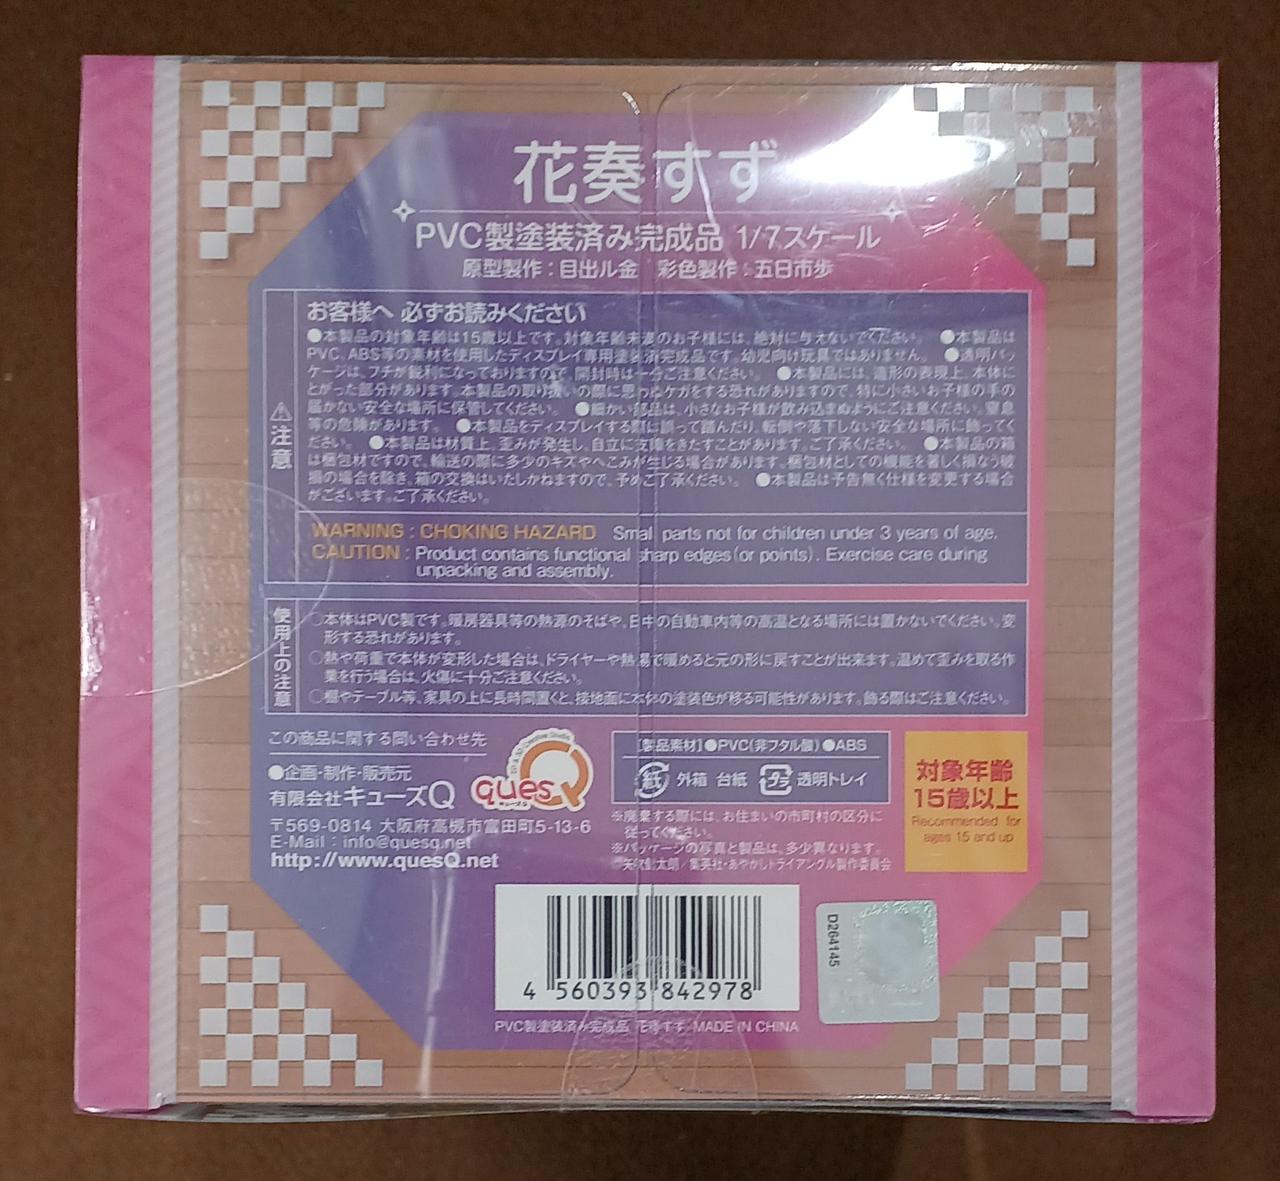 花奏すず
PVC製塗装済み完成品 1/7スケール
原型製作：目出ル金 彩色製作：五日市歩
⚠注意
お客様へ 必ずお読みください
●本製品の対象年齢は15歳以上です。対象年齢未満のお子様には、絶対に与えないでください。 ●本製品は
PVC、ABS等の素材を使用したディスプレイ専用塗装済完成品です。幼児向け玩具ではありません。 ●透明パッ
ケージは、フチが鋭利になっておりますので、開封時は十分ご注意ください。 ●本製品には、造形の表現上、本体に
とがった部分があります。本製品の取り扱いの際に思わぬケガをする恐れがありますので、特に小さいお子様の手の
届かない安全な場所に保管してください。 ●細かい部品は、小さなお子様が飲み込まぬようにご注意ください。窒息
等の危険があります。 ●本製品をディスプレイする際に誤って踏んだり、転倒や落下しない安全な場所に飾ってく
ださい。 ●本製品は材質上、歪みが発生し、自立に支障をきたすことがあります。ご了承ください。 ●本製品の箱
は梱包材ですので、輸送の際に多少のキズやへこみが生じる場合があります。梱包材としての機能を著しく損なう破
損の場合を除き、箱の交換はいたしかねますので、予めご了承ください。 ●本製品は予告無く仕様を変更する場合
がございます。ご了承ください。
WARNING : CHOKING HAZARD Small parts not for children under 3 years of age.
CAUTION : Product contains functional sharp edges(or points). Exercise care during
unpacking and assembly.
使用上の注意
○本体はPVC製です。暖房器具等の熱源のそばや、日中の自動車内等の高温となる場所には置かないでください。変
形する恐れがあります。
○熱や荷重で本体が変形した場合は、ドライヤーや熱湯で暖めると元の形に戻すことが出来ます。温めて歪みを取る作
業を行う場合は、火傷に十分ご注意ください。
○棚やテーブル等、家具の上に長時間置くと、接地面に本体の塗装色が移る可能性があります。飾る際はご注意ください。
この商品に関する問い合わせ先
●企画・制作・販売元
有限会社キューズQ
quesQ
キューズQ
〒569-0814 大阪府高槻市富田町5-13-6
E-Mail : info@quesq.net
http://www.quesQ.net
[製品素材]●PVC(非フタル酸)●ABS
紙 外箱 台紙 プラ 透明トレイ
※廃棄する際には、お住まいの市町村の区分に
従ってください。
※パッケージの写真と製品は、多少異なります。
©矢吹健太朗／集英社・あやかしトライアングル製作委員会
対象年齢
15歳以上
Recommended for
ages 15 and up
4 560393 842978
D264145
PVC製塗装済み完成品 花奏すず MADE IN CHINA